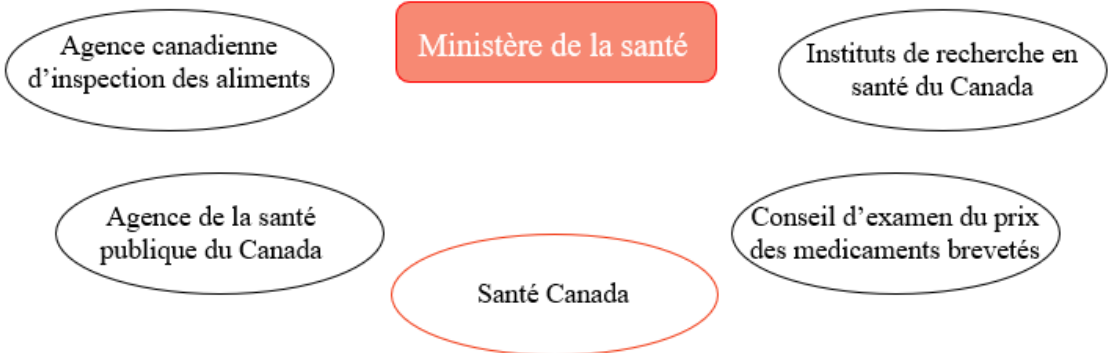 Agence canadienne
d’inspection des aliments
Ministère de la santé
Instituts de recherche en
santé du Canada
Agence de la santé
publique du Canada
Conseil d’examen du prix
des medicaments brevetés
Santé Canada